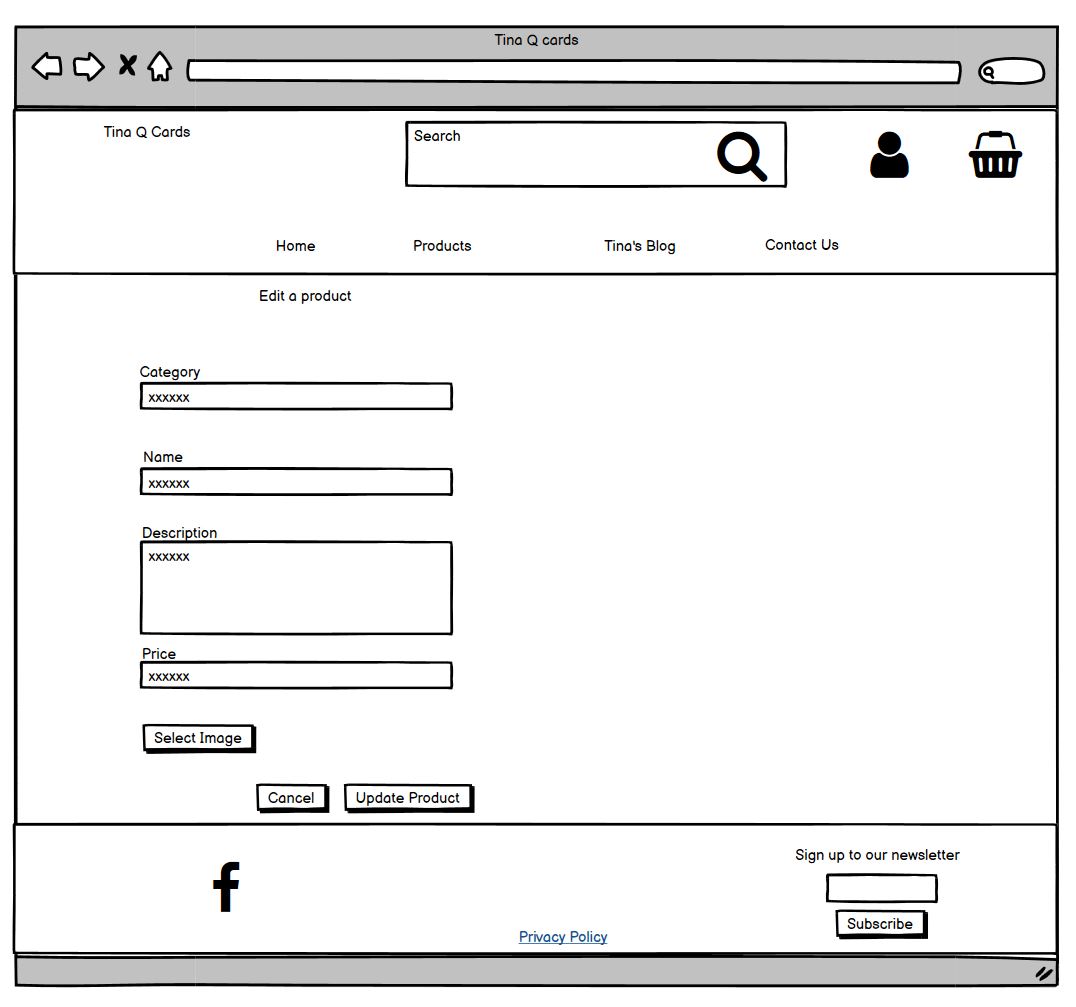 Tina Q cards
Tina Q Cards
Search
Home Products Tina's Blog Contact Us
Edit a product
Category
xxxxxx
Name
xxxxxx
Description
xxxxxx
Price
xxxxxx
Select Image
Cancel Update Product
Sign up to our newsletter
Subscribe
Privacy Policy